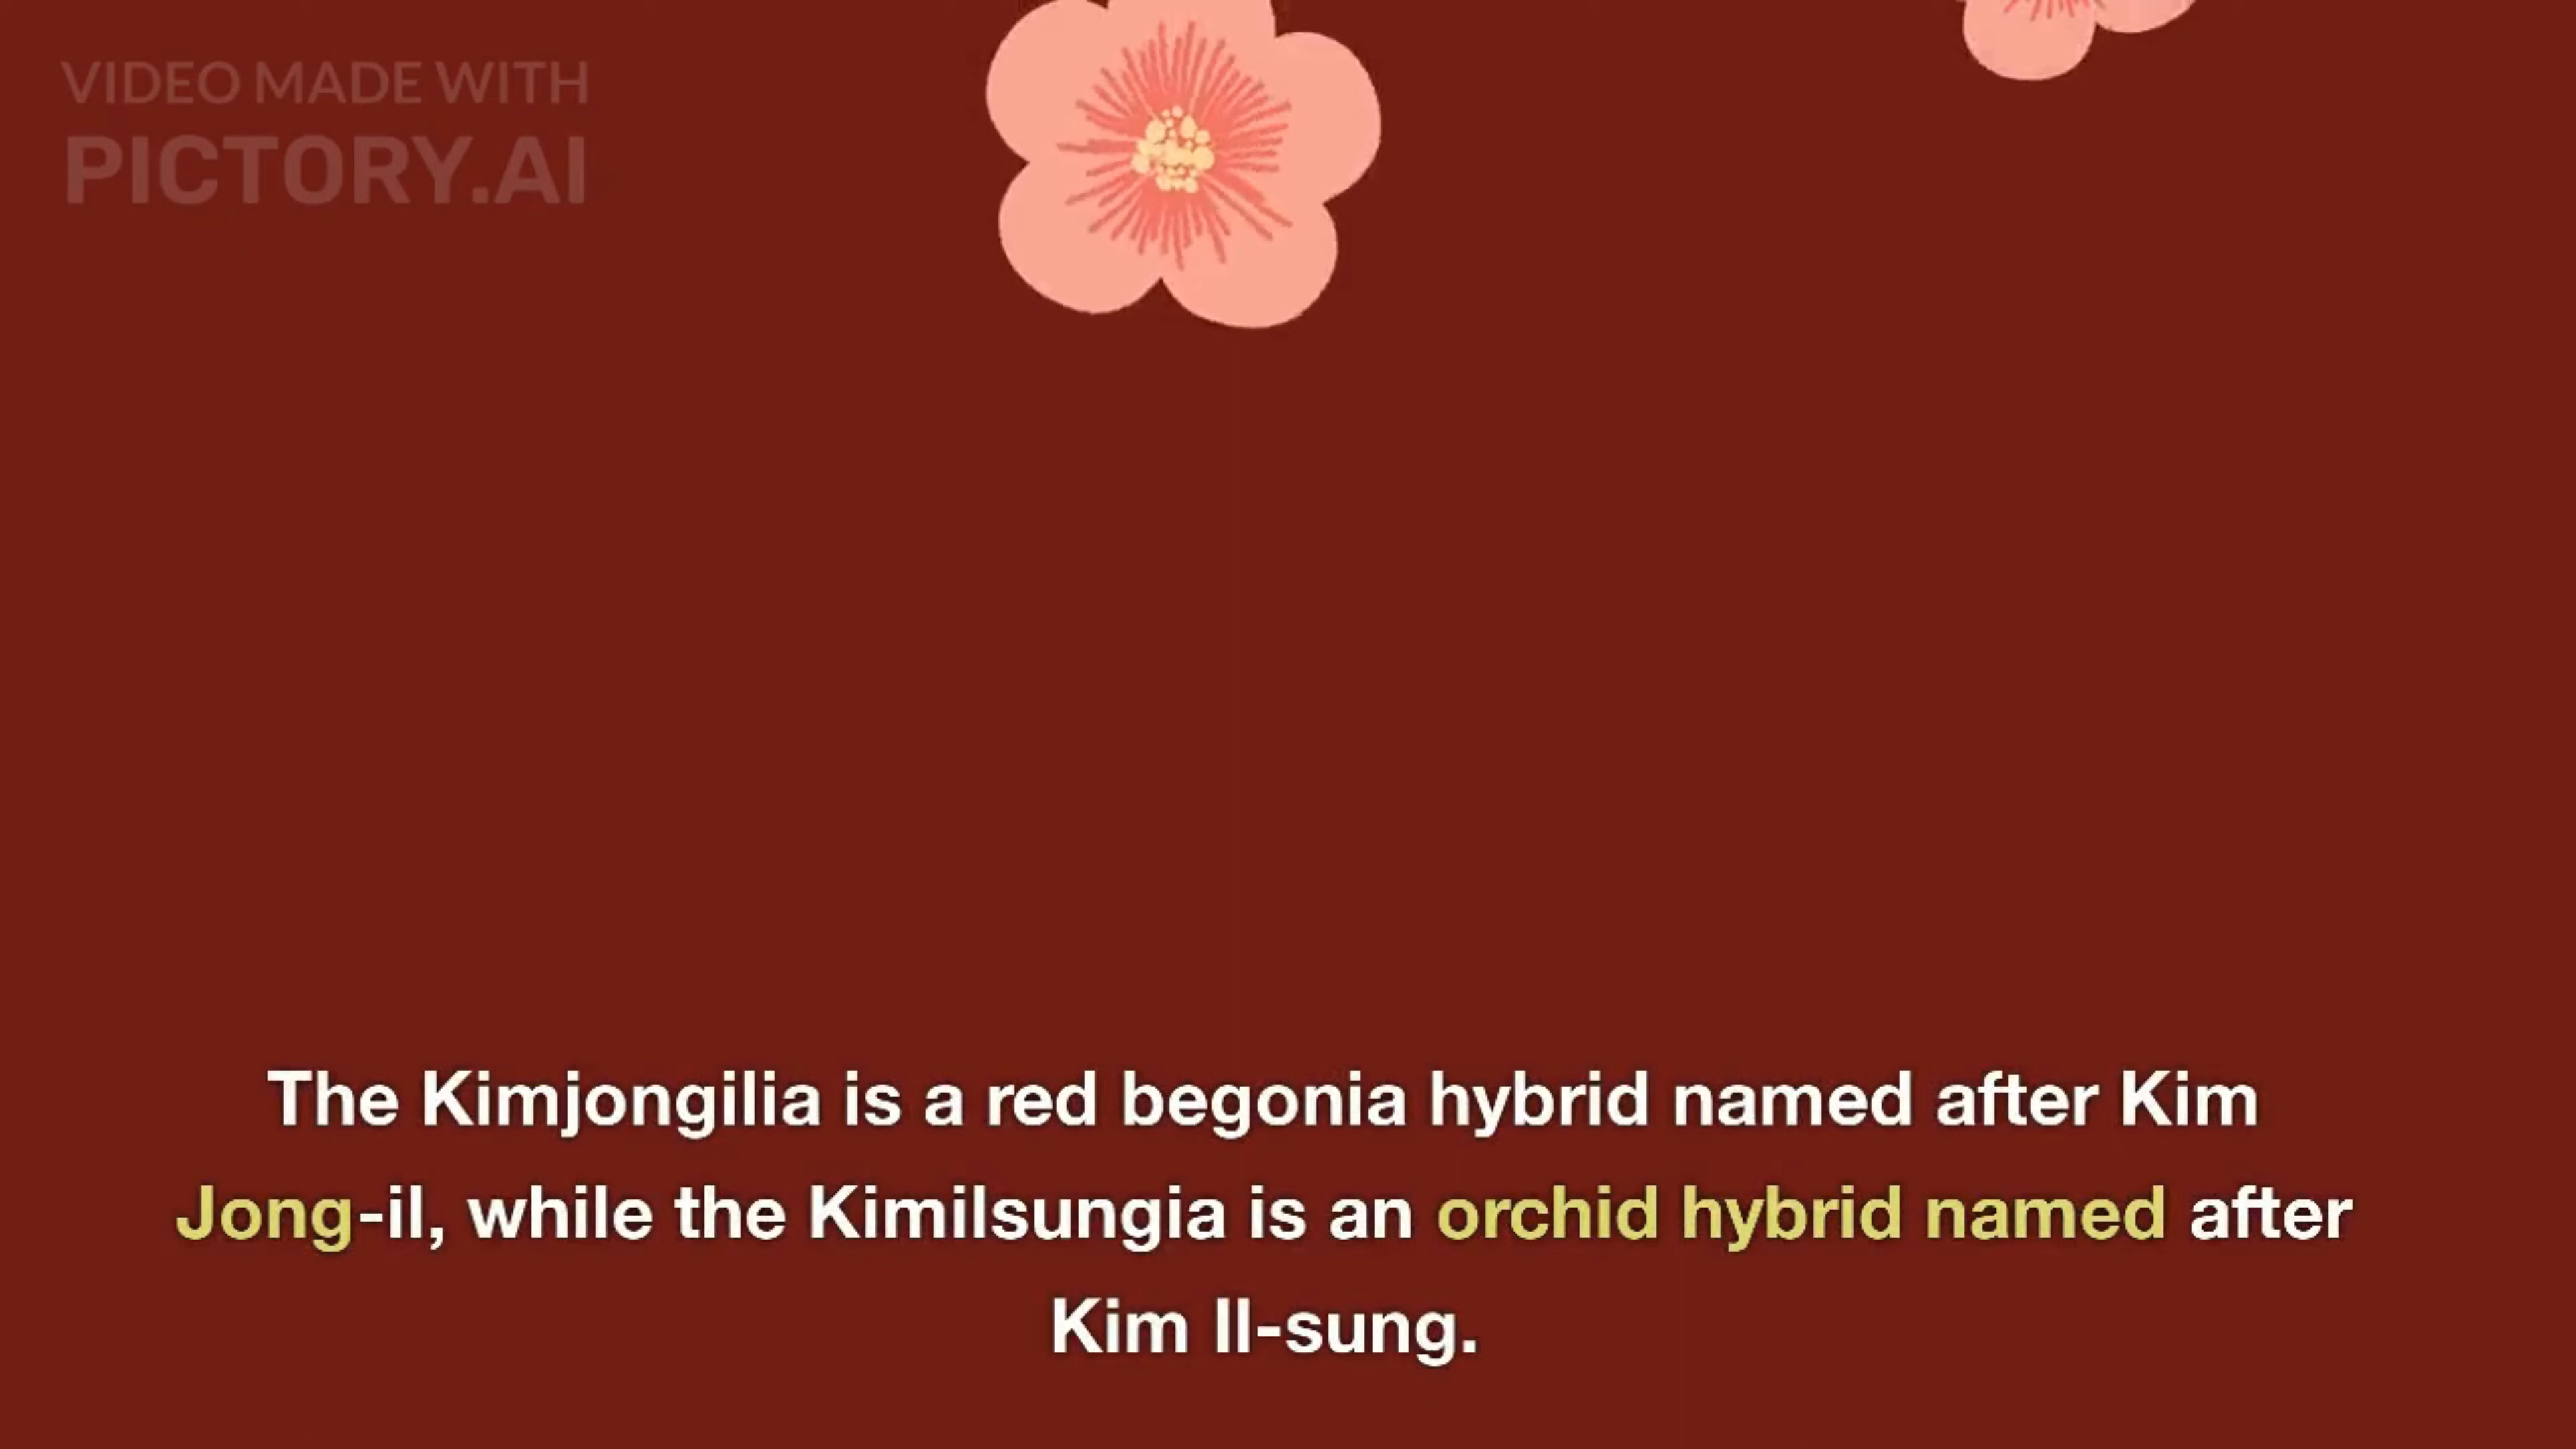 VIDEO MADE WITH
PICTORY.AI
The Kimjongilia is a red begonia hybrid named after Kim
Jong-il, while the Kimilsungia is an orchid hybrid named after
Kim Il-sung.